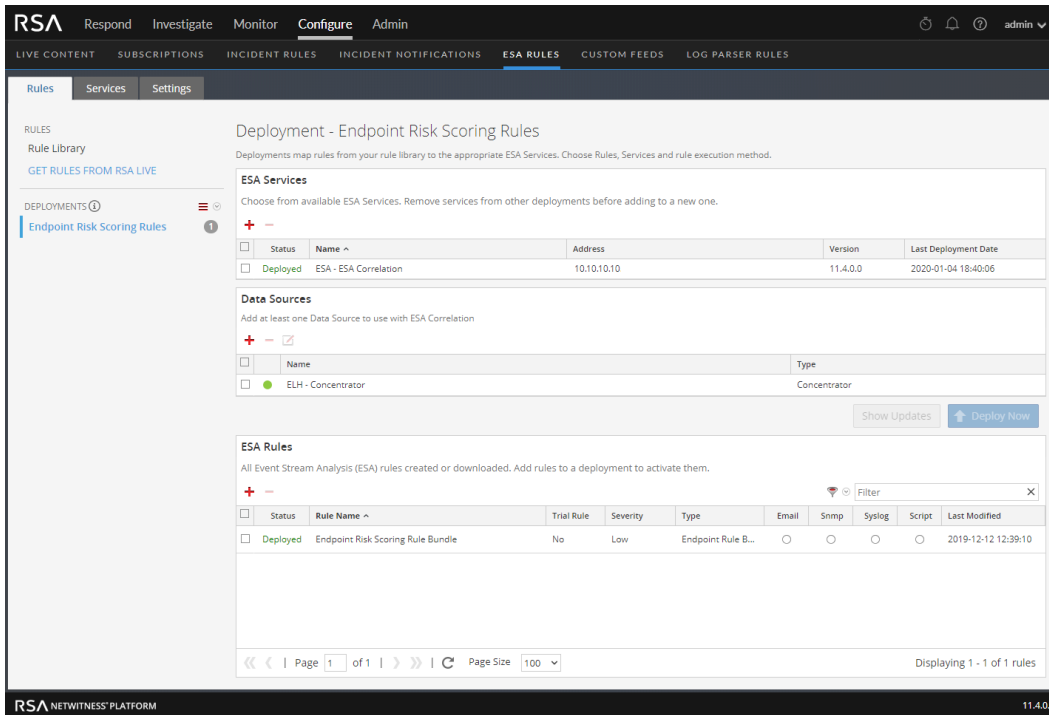 RSA Respond Investigate Monitor Configure Admin admin
LIVE CONTENT SUBSCRIPTIONS INCIDENT RULES INCIDENT NOTIFICATIONS ESA RULES CUSTOM FEEDS LOG PARSER RULES
Rules Services Settings
RULES
Rule Library
GET RULES FROM RSA LIVE
DEPLOYMENTS
Endpoint Risk Scoring Rules 1
Deployment - Endpoint Risk Scoring Rules
Deployments map rules from your rule library to the appropriate ESA Services. Choose Rules, Services and rule execution method.
ESA Services
Choose from available ESA Services. Remove services from other deployments before adding to a new one.
Status Name Address Version Last Deployment Date
Deployed ESA - ESA Correlation 10.10.10.10 11.4.0.0 2020-01-04 18:40:06
Data Sources
Add at least one Data Source to use with ESA Correlation
Name Type
ELH - Concentrator Concentrator
Show Updates Deploy Now
ESA Rules
All Event Stream Analysis (ESA) rules created or downloaded. Add rules to a deployment to activate them.
Filter
Status Rule Name Trial Rule Severity Type Email Snmp Syslog Script Last Modified
Deployed Endpoint Risk Scoring Rule Bundle No Low Endpoint Rule B... 2019-12-12 12:39:10
Page 1 of 1 Page Size 100 Displaying 1 - 1 of 1 rules
RSA NETWITNESS® PLATFORM 11.4.0.